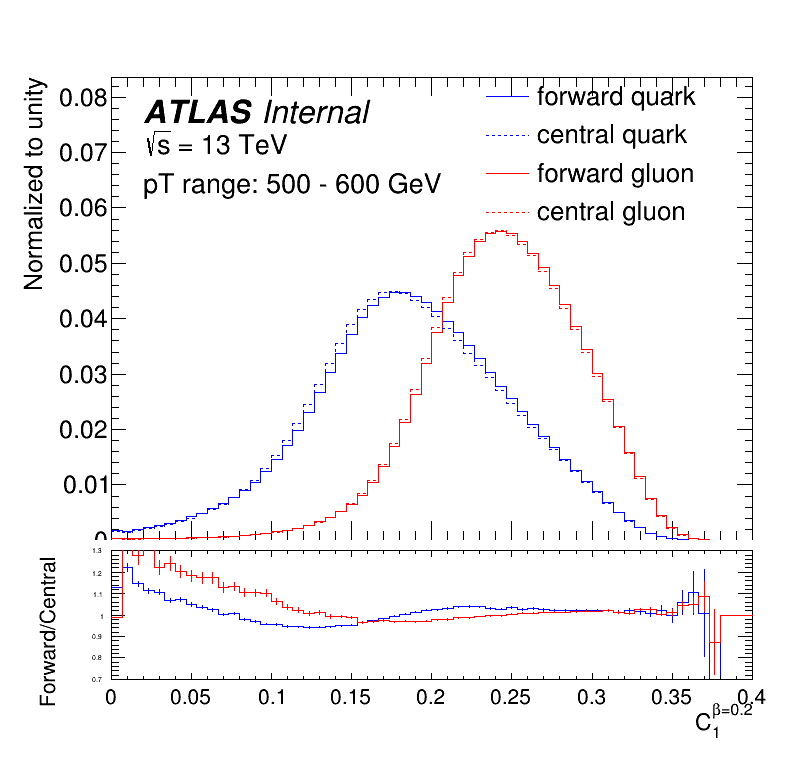 Normalized to unity
0.08
0.07
0.06
0.05
0.04
0.03
0.02
0.01
0
ATLAS Internal
√s = 13 TeV
pT range: 500 - 600 GeV
forward quark
central quark
forward gluon
central gluon
Forward/Central
1.3
1.2
1.1
1
0.9
0.8
0.7
0 0.05 0.1 0.15 0.2 0.25 0.3 0.35 0.4
C₁^β=0.2